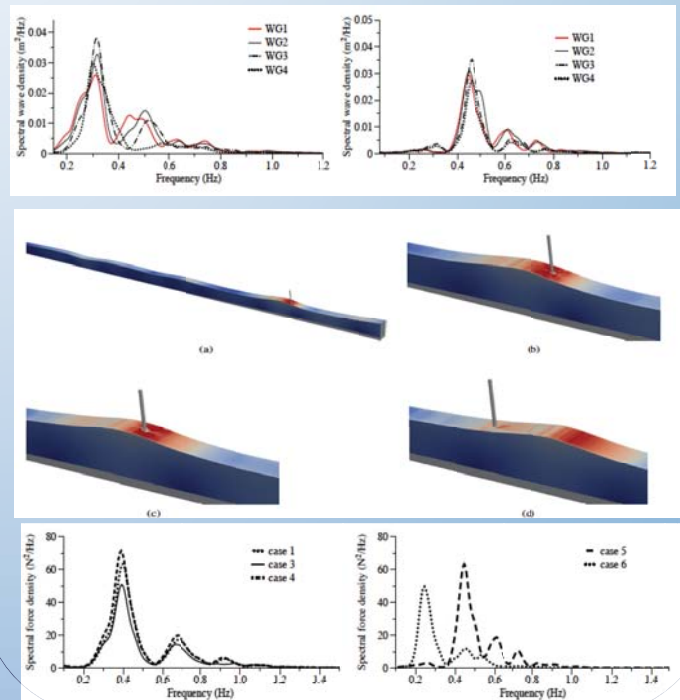 Spectral wave density (m²/Hz)
0.04
0.03
0.02
0.01
0
WG1
WG2
WG3
WG4
0.2 0.4 0.6 0.8 1.0 1.2
Frequency (Hz)
Spectral wave density (m²/Hz)
0.05
0.04
0.03
0.02
0.01
0
WG1
WG2
WG3
WG4
0.2 0.4 0.6 0.8 1.0 1.2
Frequency (Hz)
(a)
(b)
(c)
(d)
Spectral force density (N²/Hz)
80
60
40
20
0
case 1
case 3
case 4
0.2 0.4 0.6 0.8 1.0 1.2 1.4
Frequency (Hz)
Spectral force density (N²/Hz)
80
60
40
20
0
case 5
case 6
0.2 0.4 0.6 0.8 1.0 1.2 1.4
Frequency (Hz)